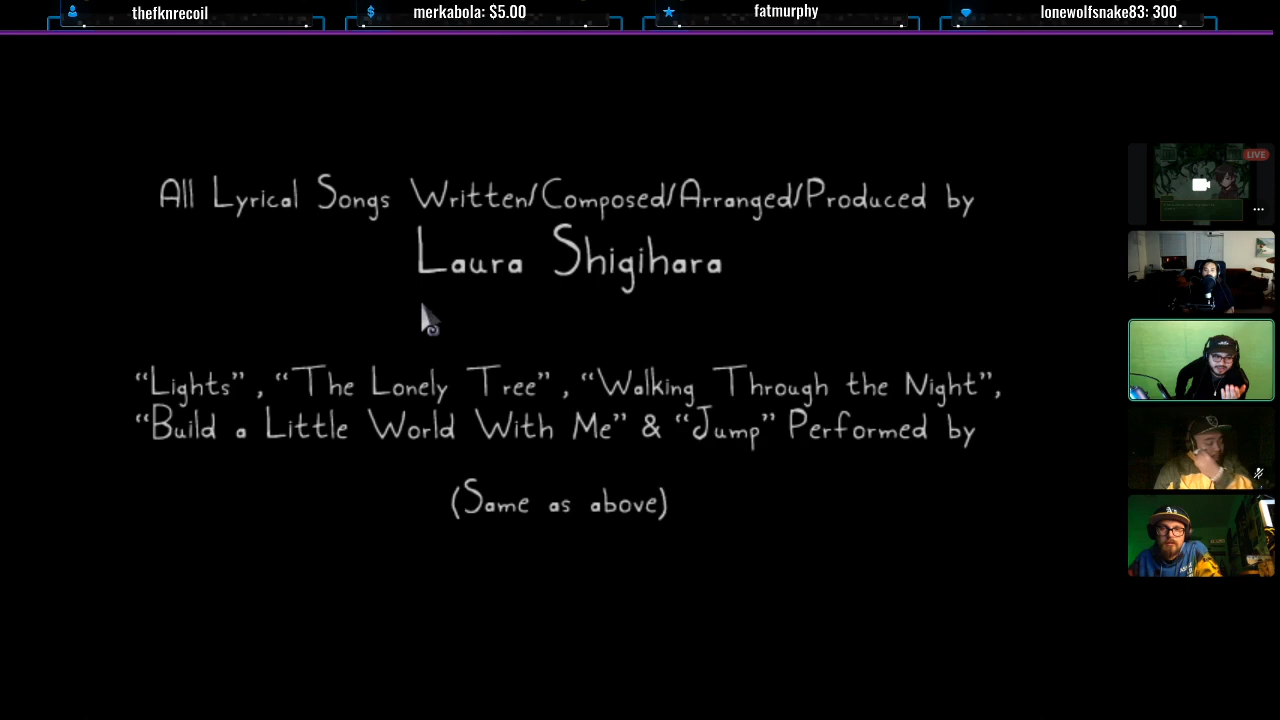 thefknrecoil
merkabola: $5.00
fatmurphy
lonewolfsnake83: 300
LIVE
All Lyrical Songs Written/Composed/Arranged/Produced by
Laura Shigihara
“Lights”, “The Lonely Tree”, “Walking Through the Night”,
“Build a Little World With Me” & “Jump” Performed by
(Same as above)